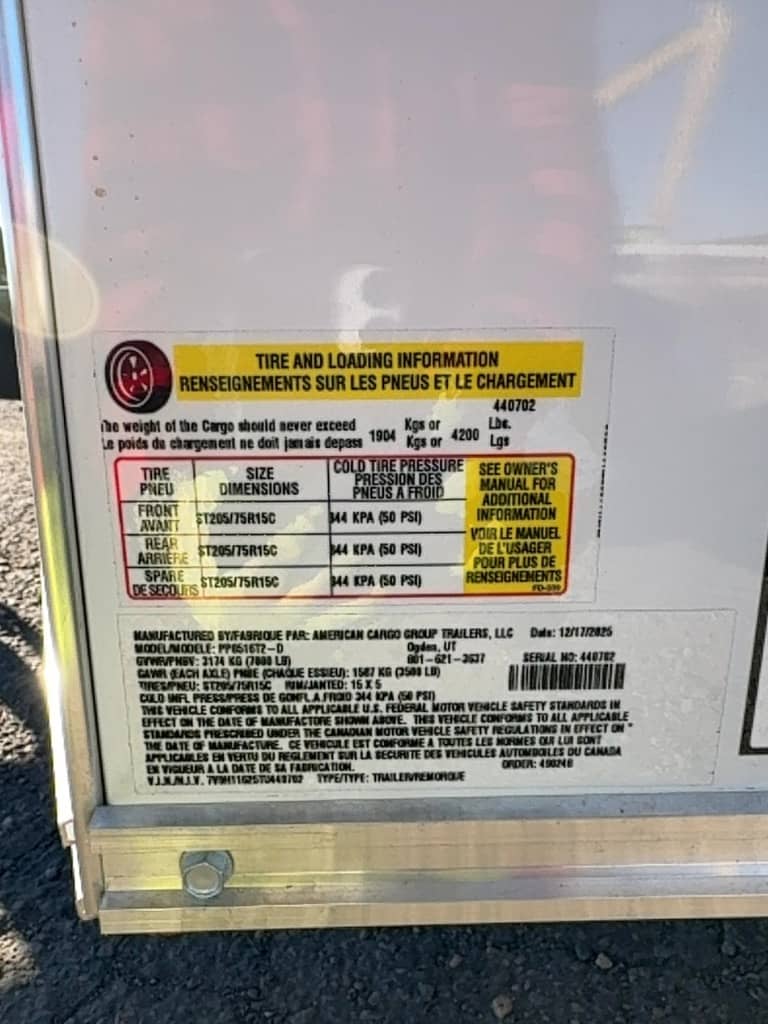 TIRE AND LOADING INFORMATION
RENSEIGNEMENTS SUR LES PNEUS ET LE CHARGEMENT
440702
The weight of the Cargo should never exceed 1904 Kgs or 4200 Lbs.
Le poids du chargement ne doit jamais depass Kgs or Lgs
TIRE PNEU SIZE DIMENSIONS COLD TIRE PRESSURE PRESSION DES PNEUS A FROID
FRONT AVANT ST205/75R15C 344 KPA (50 PSI)
REAR ARRIÈRE ST205/75R15C 344 KPA (50 PSI)
SPARE DE SECOURS ST205/75R15C 344 KPA (50 PSI)
SEE OWNER'S
MANUAL FOR
ADDITIONAL
INFORMATION
VOIR LE MANUEL
DE L'USAGER
POUR PLUS DE
RENSEIGNEMENTS
MANUFACTURED BY/FABRIQUE PAR: AMERICAN CARGO GROUP TRAILERS, LLC Date: 12/17/2025
MODEL/MODELE: Ogden, UT
GVWR/PNBV: 3174 KG (7000 LB) 801-621-3637 SERIAL NO: 440702
GAWR (EACH AXLE) PNBE (CHAQUE ESSIEU): 1587 KG (3500 LB)
TIRES/PNEU: ST205/75R15C RIM/JANTED: 15 X 5
COLD INFL PRESS/PRESS DE GONFL A FROID 344 KPA (50 PSI)
THIS VEHICLE CONFORMS TO ALL APPLICABLE U.S. FEDERAL MOTOR VEHICLE SAFETY STANDARDS IN
EFFECT ON THE DATE OF MANUFACTURE SHOWN ABOVE. THIS VEHICLE CONFORMS TO ALL APPLICABLE
STANDARDS PRESCRIBED UNDER THE CANADIAN MOTOR VEHICLE SAFETY REGULATIONS IN EFFECT ON
THE DATE OF MANUFACTURE. CE VEHICULE EST CONFORME A TOUTES LES NORMES QUI LUI SONT
APPLICABLES EN VERTU DU REGLEMENT SUR LA SECURITE DES VEHICULES AUTOMOBILES DU CANADA
EN VIGUEUR A LA DATE DE SA FABRICATION. ORDER:
V.I.N./N.I.V. TYPE/TYPE: TRAILER/REMORQUE